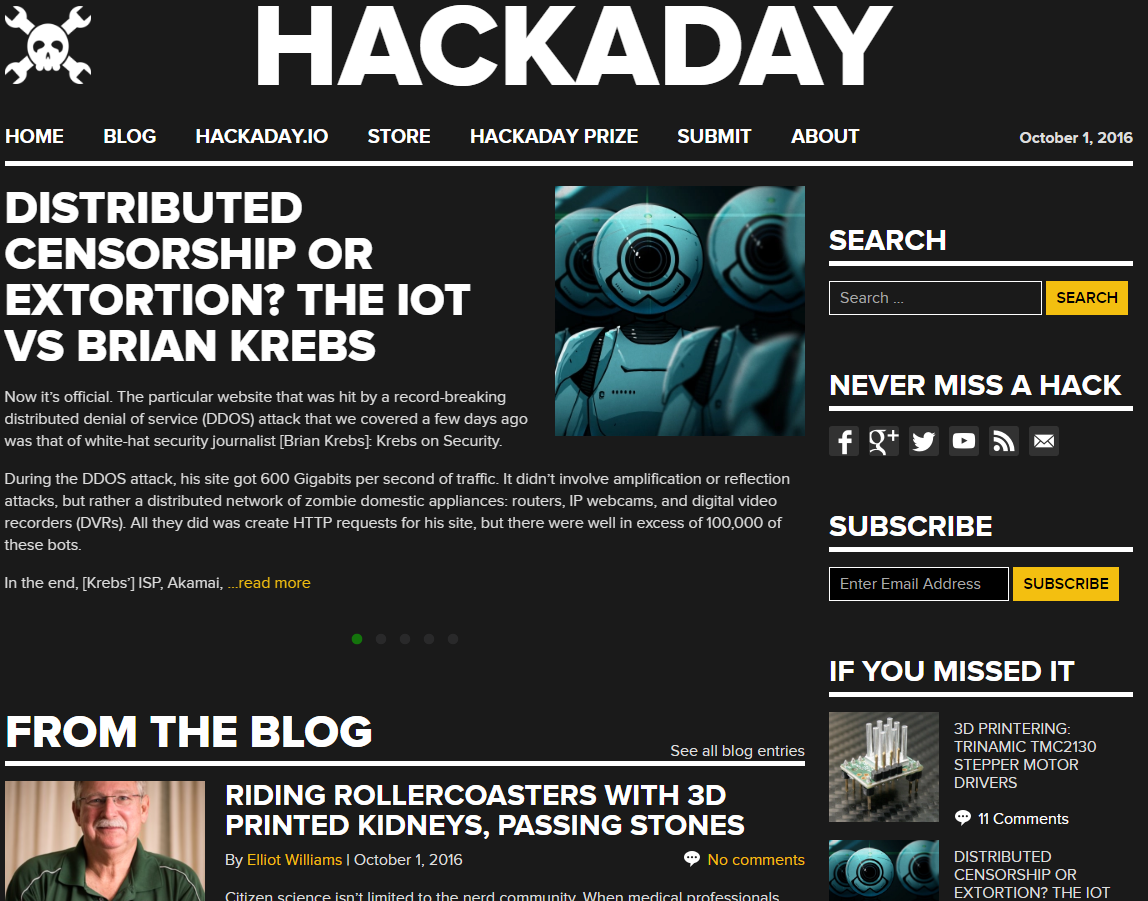 HACKADAY
HOME BLOG HACKADAY.IO STORE HACKADAY PRIZE SUBMIT ABOUT October 1, 2016
DISTRIBUTED
CENSORSHIP OR
EXTORTION? THE IOT
VS BRIAN KREBS
Now it’s official. The particular website that was hit by a record-breaking
distributed denial of service (DDOS) attack that we covered a few days ago
was that of white-hat security journalist [Brian Krebs]: Krebs on Security.
During the DDOS attack, his site got 600 Gigabits per second of traffic. It didn’t involve amplification or reflection
attacks, but rather a distributed network of zombie domestic appliances: routers, IP webcams, and digital video
recorders (DVRs). All they did was create HTTP requests for his site, but there were well in excess of 100,000 of
these bots.
In the end, [Krebs’] ISP, Akamai, …read more
FROM THE BLOG
See all blog entries
RIDING ROLLERCOASTERS WITH 3D
PRINTED KIDNEYS, PASSING STONES
By Elliot Williams | October 1, 2016 No comments
Citizen science isn’t limited to the nerd community. When medical professionals
SEARCH
Search ... SEARCH
NEVER MISS A HACK
SUBSCRIBE
Enter Email Address SUBSCRIBE
IF YOU MISSED IT
3D PRINTERING:
TRINAMIC TMC2130
STEPPER MOTOR
DRIVERS
11 Comments
DISTRIBUTED
CENSORSHIP OR
EXTORTION? THE IOT